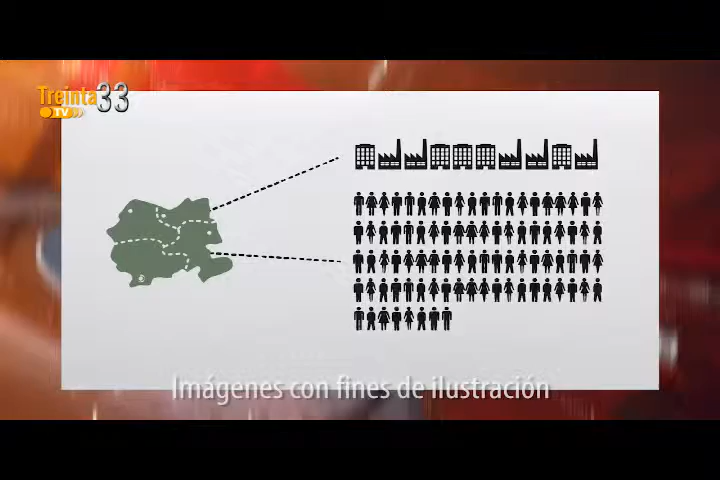 Treinta 33
TV
Imágenes con fines de ilustración